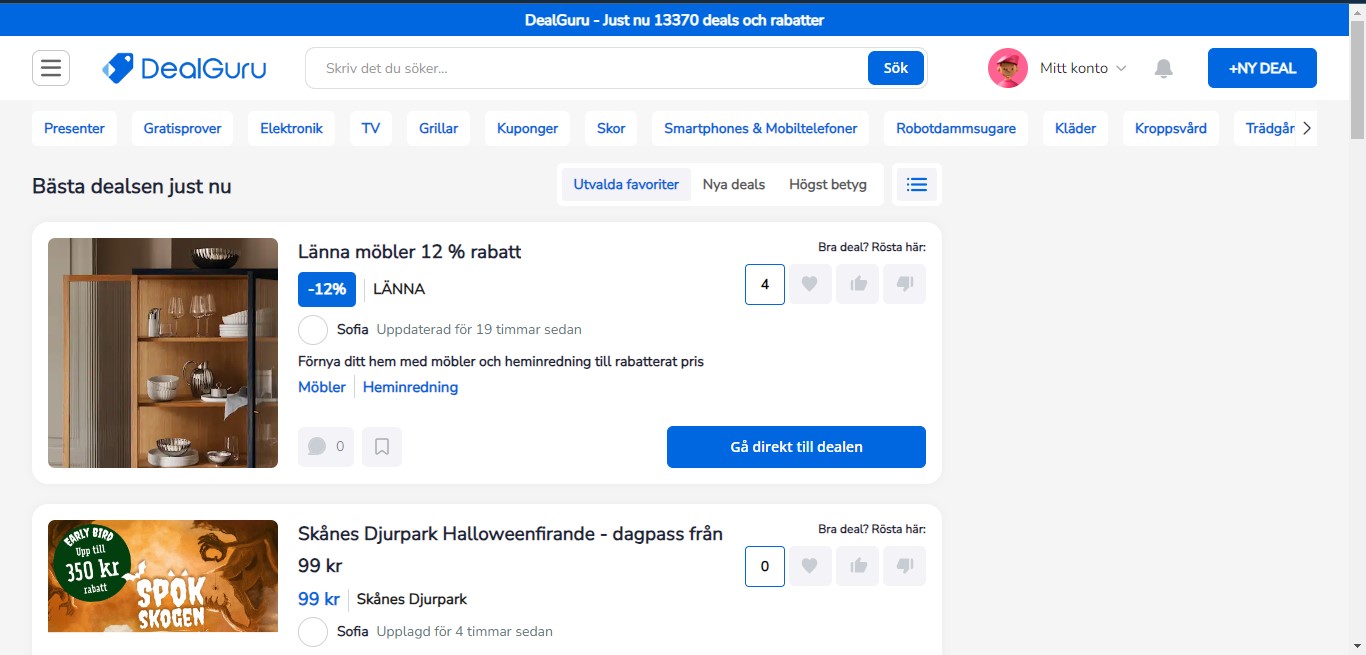 DealGuru - Just nu 13370 deals och rabatter
DealGuru
Skriv det du söker...
Sök
Mitt konto
+NY DEAL
Presenter
Gratisprover
Elektronik
TV
Grillar
Kuponger
Skor
Smartphones & Mobiltelefoner
Robotdammsugare
Kläder
Kroppsvård
Trädgår
Bästa dealsen just nu
Utvalda favoriter
Nya deals
Högst betyg
Länna möbler 12 % rabatt
Bra deal? Rösta här:
-12%
LÄNNA
4
Sofia Uppdaterad för 19 timmar sedan
Förnya ditt hem med möbler och heminredning till rabatterat pris
Möbler
Heminredning
0
Gå direkt till dealen
EARLY BIRD
Upp till
350 kr
rabatt
SPÖK
SKOGEN
Skånes Djurpark Halloweenfirande - dagpass från
99 kr
Bra deal? Rösta här:
0
99 kr
Skånes Djurpark
Sofia Upplagd för 4 timmar sedan